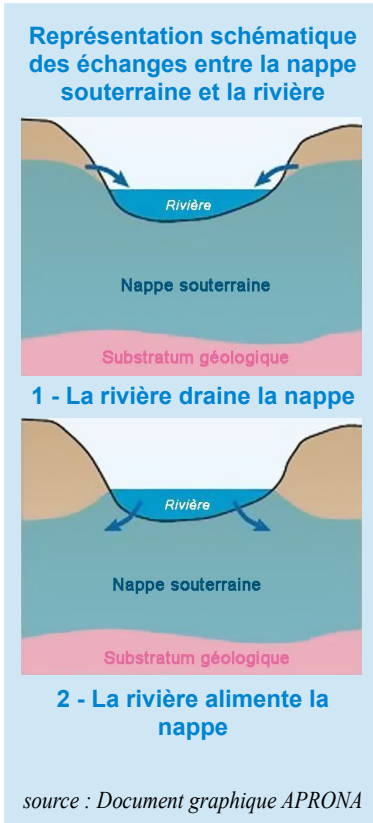 Représentation schématique
des échanges entre la nappe
souterraine et la rivière
Rivière
Nappe souterraine
Substratum géologique
1 - La rivière draine la nappe
Rivière
Nappe souterraine
Substratum géologique
2 - La rivière alimente la
nappe
source : Document graphique APRONA